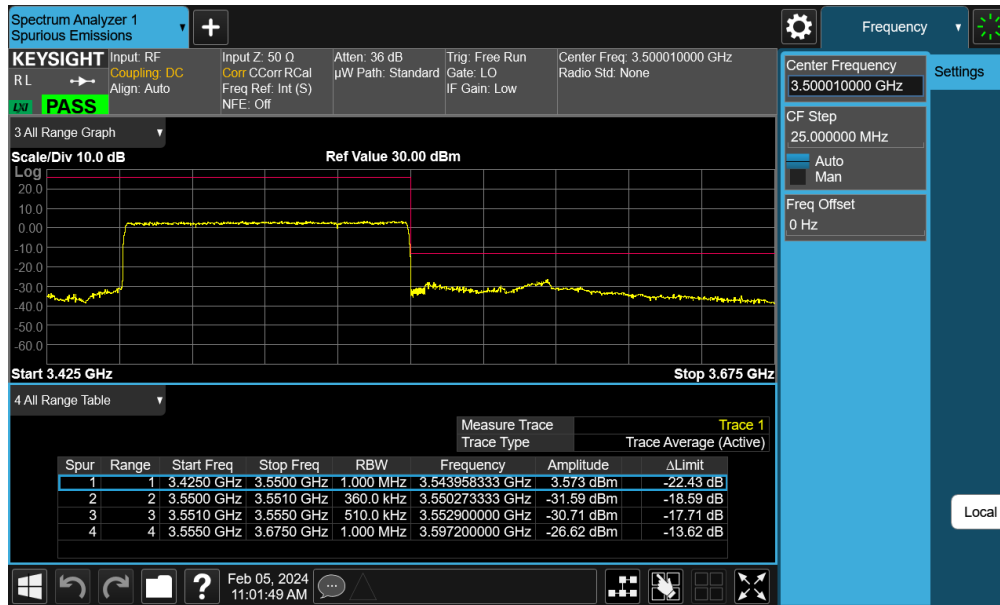 Spectrum Analyzer 1
Spurious Emissions
+
Frequency
KEYSIGHT
R L
LXI
PASS
Input: RF
Coupling: DC
Align: Auto
Input Z: 50 Ω
Corr CCorr RCal
Freq Ref: Int (S)
NFE: Off
Atten: 36 dB
µW Path: Standard
Trig: Free Run
Gate: LO
IF Gain: Low
Center Freq: 3.500010000 GHz
Radio Std: None
Center Frequency
3.500010000 GHz
Settings
CF Step
25.000000 MHz
Auto
Man
Freq Offset
0 Hz
3 All Range Graph
Scale/Div 10.0 dB
Ref Value 30.00 dBm
Log
20.0
10.0
0.00
-10.0
-20.0
-30.0
-40.0
-50.0
-60.0
Start 3.425 GHz
Stop 3.675 GHz
4 All Range Table
Measure Trace Trace 1
Trace Type Trace Average (Active)
Spur Range Start Freq Stop Freq RBW Frequency Amplitude ΔLimit
1 1 3.4250 GHz 3.5500 GHz 1.000 MHz 3.543958333 GHz 3.573 dBm -22.43 dB
2 2 3.5500 GHz 3.5510 GHz 360.0 kHz 3.550273333 GHz -31.59 dBm -18.59 dB
3 3 3.5510 GHz 3.5550 GHz 510.0 kHz 3.552900000 GHz -30.71 dBm -17.71 dB
4 4 3.5550 GHz 3.6750 GHz 1.000 MHz 3.597200000 GHz -26.62 dBm -13.62 dB
Local
?
Feb 05, 2024
11:01:49 AM